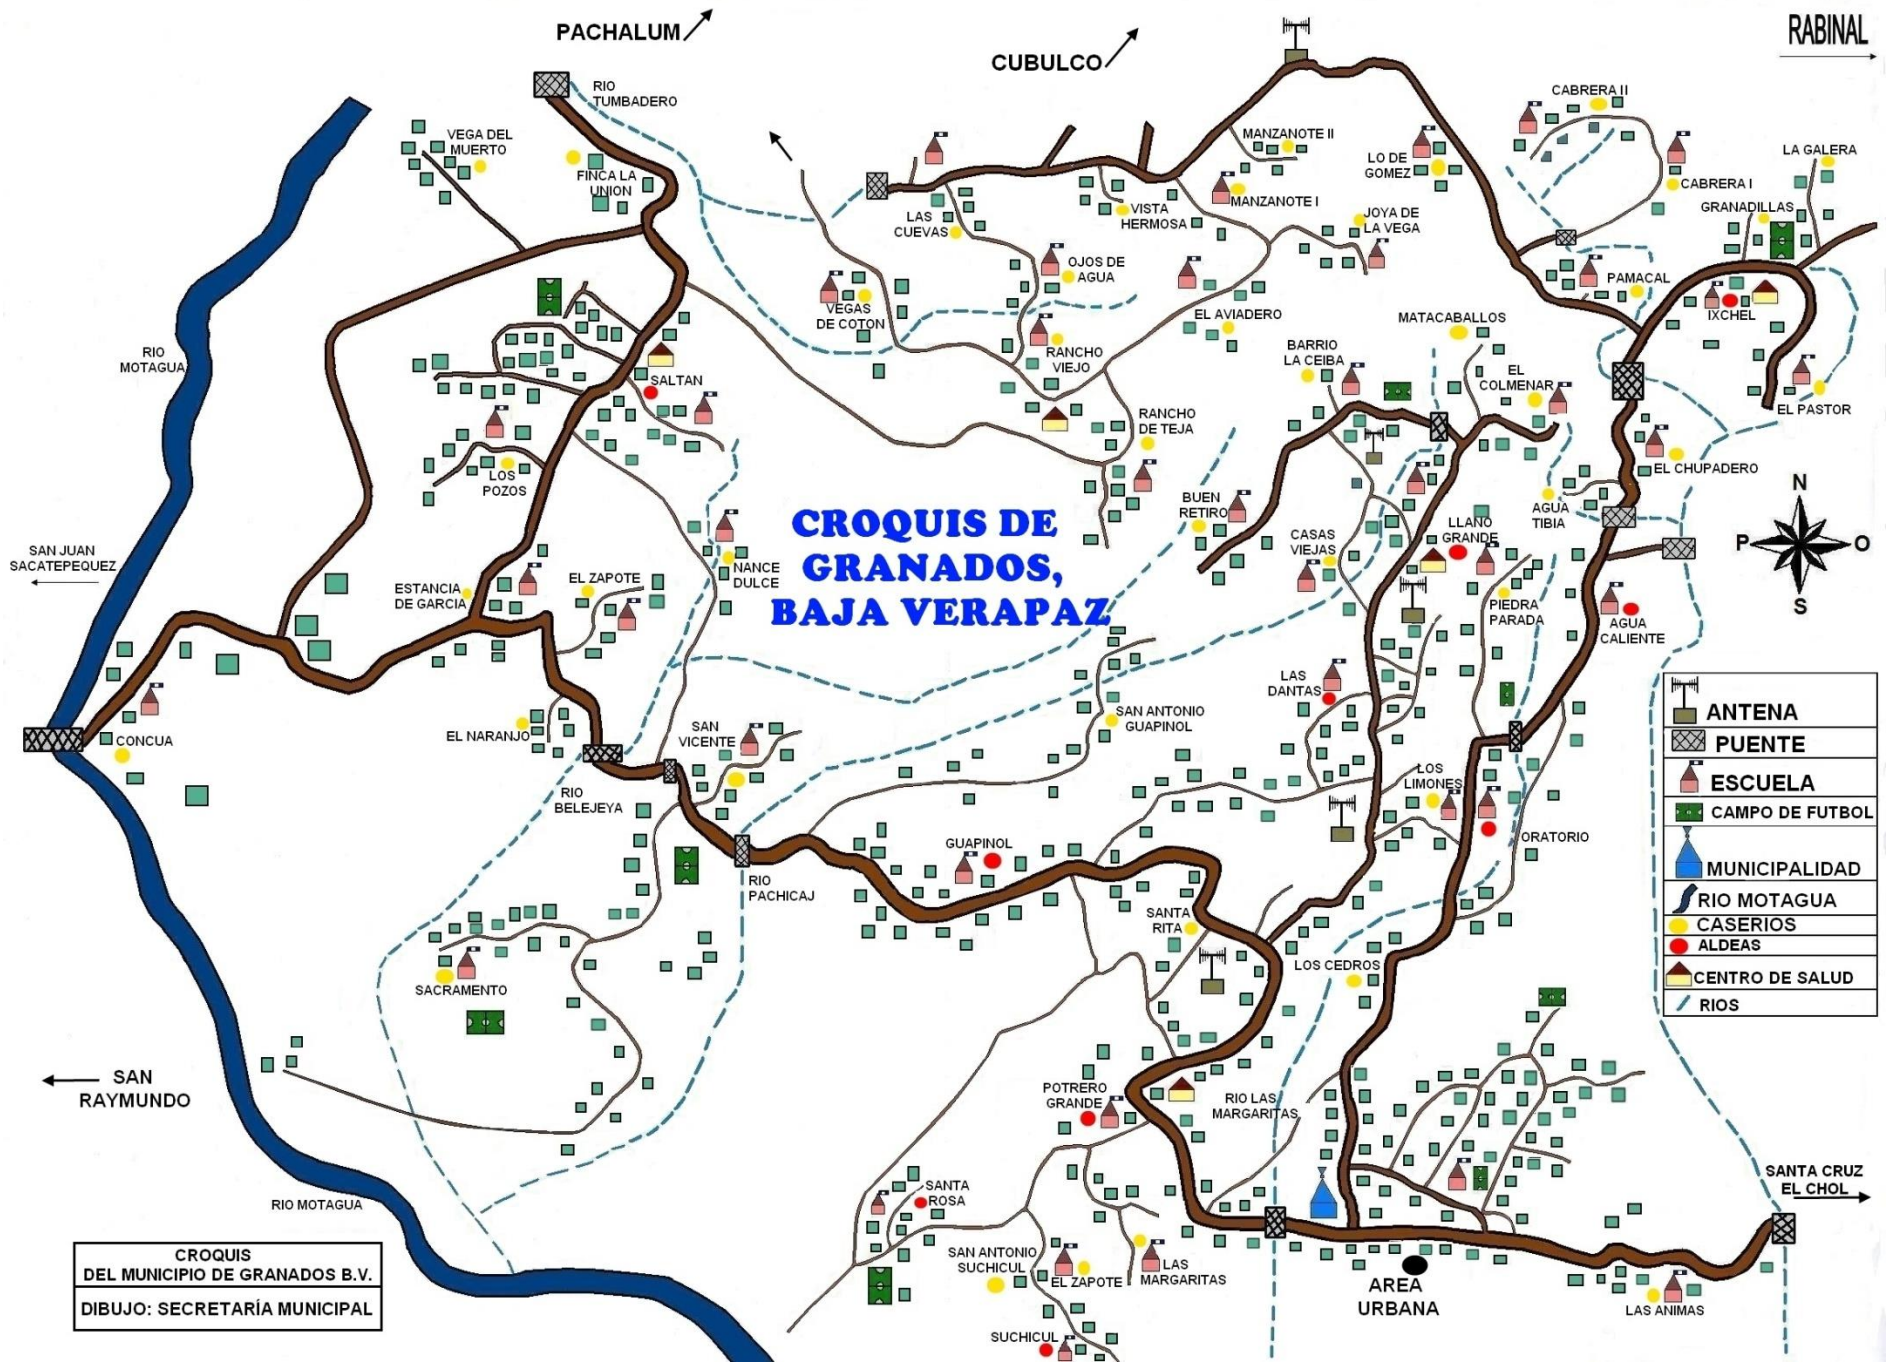 PACHALUM
CUBULCO
RABINAL
RIO
TUMBADERO
VEGA DEL
MUERTO
FINCA LA
UNION
CABRERA II
MANZANOTE II
LO DE
GOMEZ
LA GALERA
CABRERA I
MANZANOTE I
GRANADILLAS
LAS
CUEVAS
VISTA
HERMOSA
JOYA DE
LA VEGA
OJOS DE
AGUA
PAMACAL
VEGAS
DE COTON
EL AVIADERO
MATACABALLOS
IXCHEL
RIO
MOTAGUA
RANCHO
VIEJO
BARRIO
LA CEIBA
EL
COLMENAR
SALTAN
EL PASTOR
RANCHO
DE TEJA
LOS
POZOS
EL CHUPADERO
BUEN
RETIRO
AGUA
TIBIA
CROQUIS DE
GRANADOS,
BAJA VERAPAZ
LLANO
GRANDE
CASAS
VIEJAS
N
P
O
S
SAN JUAN
SACATEPEQUEZ
ESTANCIA
DE GARCIA
EL ZAPOTE
NANCE
DULCE
PIEDRA
PARADA
AGUA
CALIENTE
LAS
DANTAS
SAN ANTONIO
GUAPINOL
EL NARANJO
SAN
VICENTE
CONCUA
ANTENA
PUENTE
ESCUELA
CAMPO DE FUTBOL
MUNICIPALIDAD
RIO MOTAGUA
CASERIOS
ALDEAS
CENTRO DE SALUD
RIOS
RIO
BELEJEYA
LOS
LIMONES
ORATORIO
GUAPINOL
RIO
PACHICAJ
SANTA
RITA
LOS CEDROS
SACRAMENTO
SAN
RAYMUNDO
POTRERO
GRANDE
RIO LAS
MARGARITAS
SANTA CRUZ
EL CHOL
SANTA
ROSA
RIO MOTAGUA
SAN ANTONIO
SUCHICUL
EL ZAPOTE
LAS
MARGARITAS
AREA
URBANA
LAS ANIMAS
SUCHICUL
CROQUIS
DEL MUNICIPIO DE GRANADOS B.V.
DIBUJO: SECRETARÍA MUNICIPAL